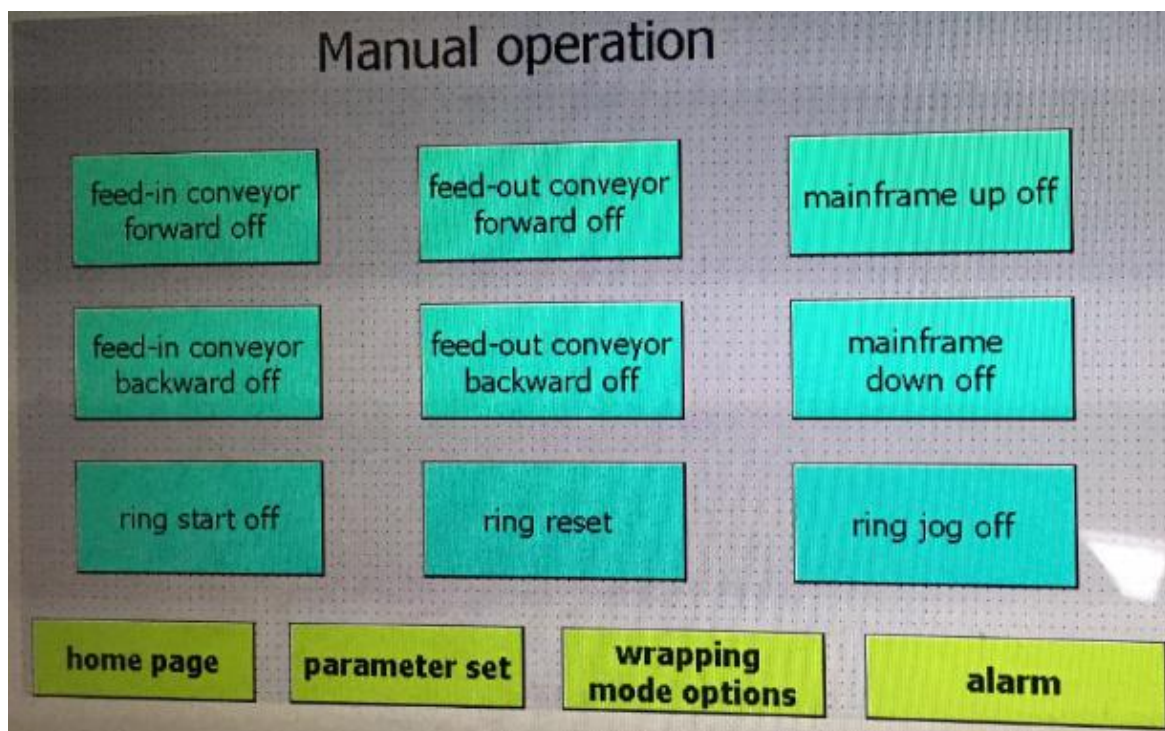 Manual operation
feed-in conveyor
forward off
feed-out conveyor
forward off
mainframe up off
feed-in conveyor
backward off
feed-out conveyor
backward off
mainframe
down off
ring start off
ring reset
ring jog off
home page
parameter set
wrapping
mode options
alarm